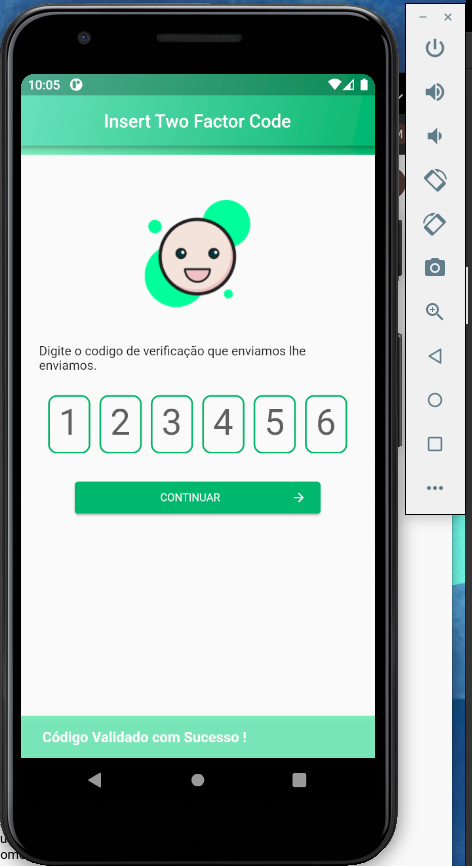 10:05
Insert Two Factor Code
Digite o codigo de verificação que enviamos lhe
enviamos.
1 2 3 4 5 6
CONTINUAR
Código Validado com Sucesso !